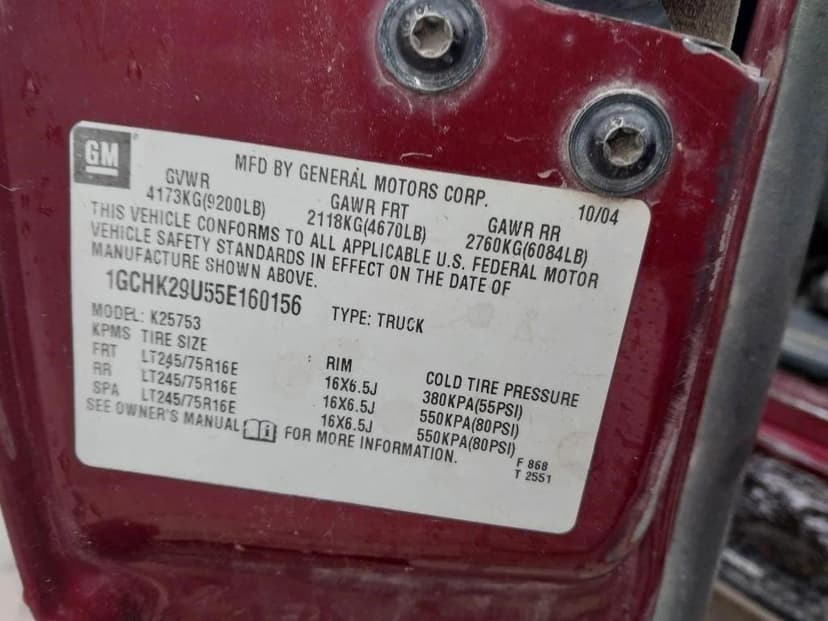 GM
MFD BY GENERAL MOTORS CORP. 10/04
GVWR GAWR FRT GAWR RR
4173KG(9200LB) 2118KG(4670LB) 2760KG(6084LB)
THIS VEHICLE CONFORMS TO ALL APPLICABLE U.S. FEDERAL MOTOR
VEHICLE SAFETY STANDARDS IN EFFECT ON THE DATE OF
MANUFACTURE SHOWN ABOVE.
1GCHK29U55E160156 TYPE: TRUCK
MODEL: K25753
KPMS TIRE SIZE RIM COLD TIRE PRESSURE
FRT LT245/75R16E 16X6.5J 380KPA(55PSI)
RR LT245/75R16E 16X6.5J 550KPA(80PSI)
SPA LT245/75R16E 16X6.5J 550KPA(80PSI)
SEE OWNER'S MANUAL FOR MORE INFORMATION.
F 868
T 2551